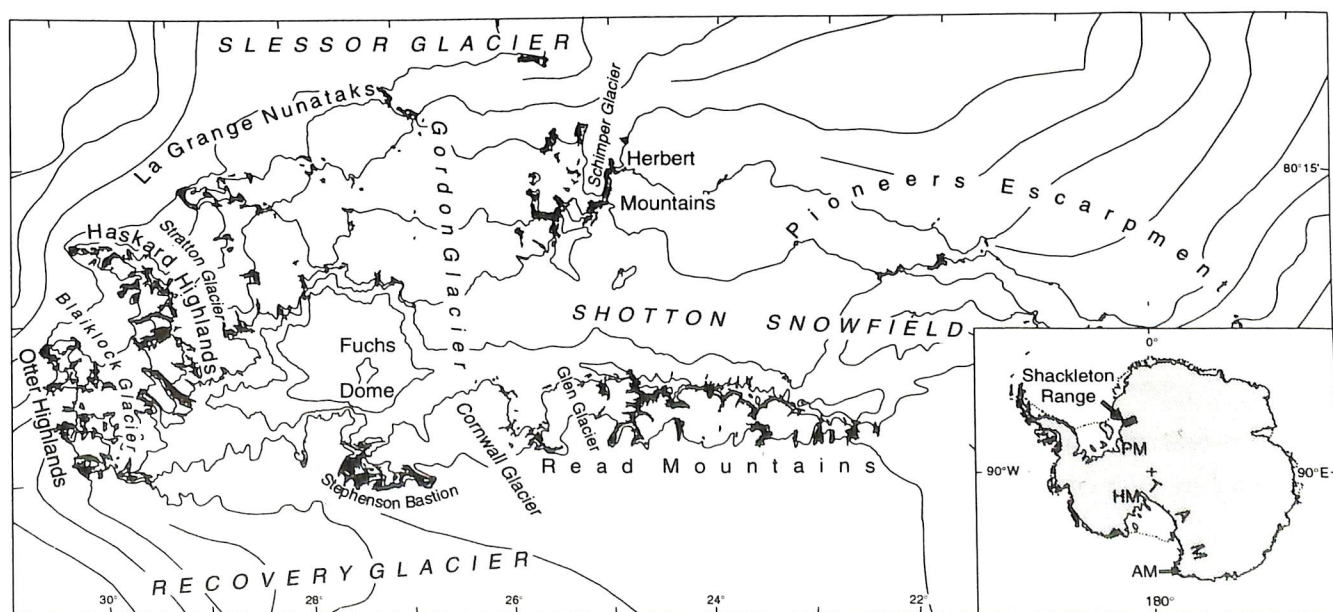 SLESSOR GLACIER
La Grange Nunataks
Gordon Glacier
Schimper Glacier
Herbert
Mountains
80°15'
Pioneers Escarpment
Haskard Highlands
Stratton Glacier
Blaiklock Glacier
Otter Highlands
Fuchs
Dome
SHOTTON SNOWFIELD
Glen Glacier
Cornwall Glacier
Read Mountains
Stephenson Bastion
RECOVERY GLACIER
30°
28°
26°
24°
22°
0°
Shackleton
Range
PM
90°W
90°E
HM
T A M
AM
180°